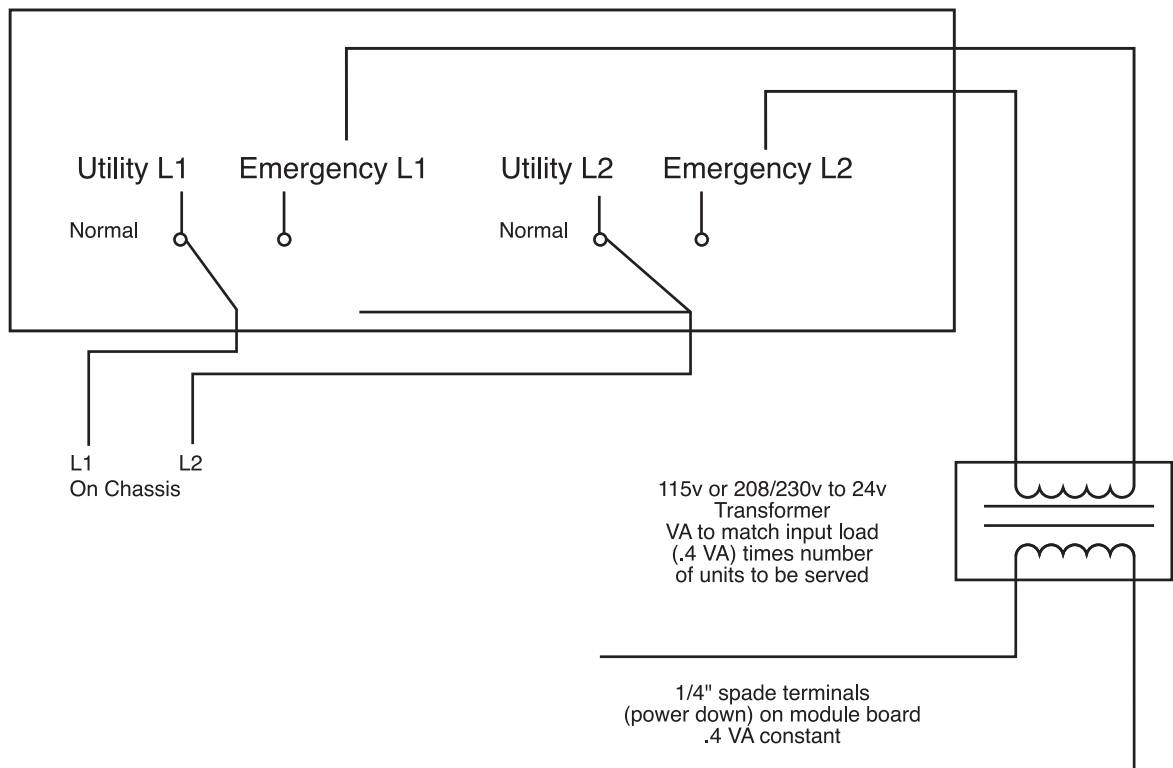 Utility L1 Emergency L1 Utility L2 Emergency L2
Normal Normal
L1 L2
On Chassis
115v or 208/230v to 24v
Transformer
VA to match input load
(.4 VA) times number
of units to be served
1/4" spade terminals
(power down) on module board
.4 VA constant